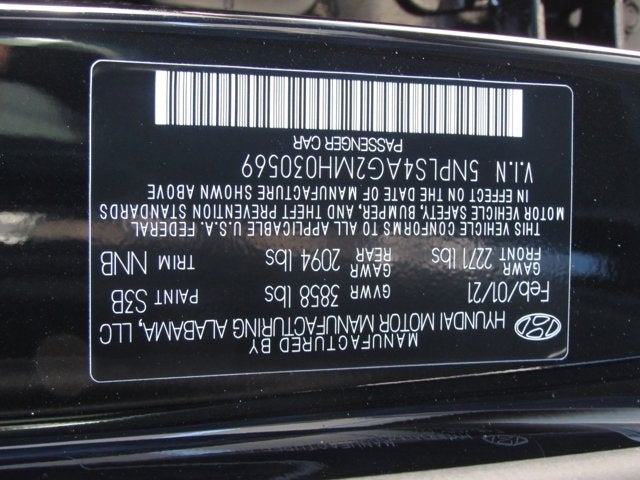 MANUFACTURED BY
HYUNDAI MOTOR MANUFACTURING ALABAMA, LLC
Feb/01/21 GVWR 3858 lbs PAINT S3B
GAWR FRONT 2271 lbs GAWR REAR 2094 lbs TRIM NNB
THIS VEHICLE CONFORMS TO ALL APPLICABLE U.S.A. FEDERAL
MOTOR VEHICLE SAFETY, BUMPER, AND THEFT PREVENTION STANDARDS
IN EFFECT ON THE DATE OF MANUFACTURE SHOWN ABOVE
V.I.N 5NPLS4AG2MH030569
PASSENGER CAR